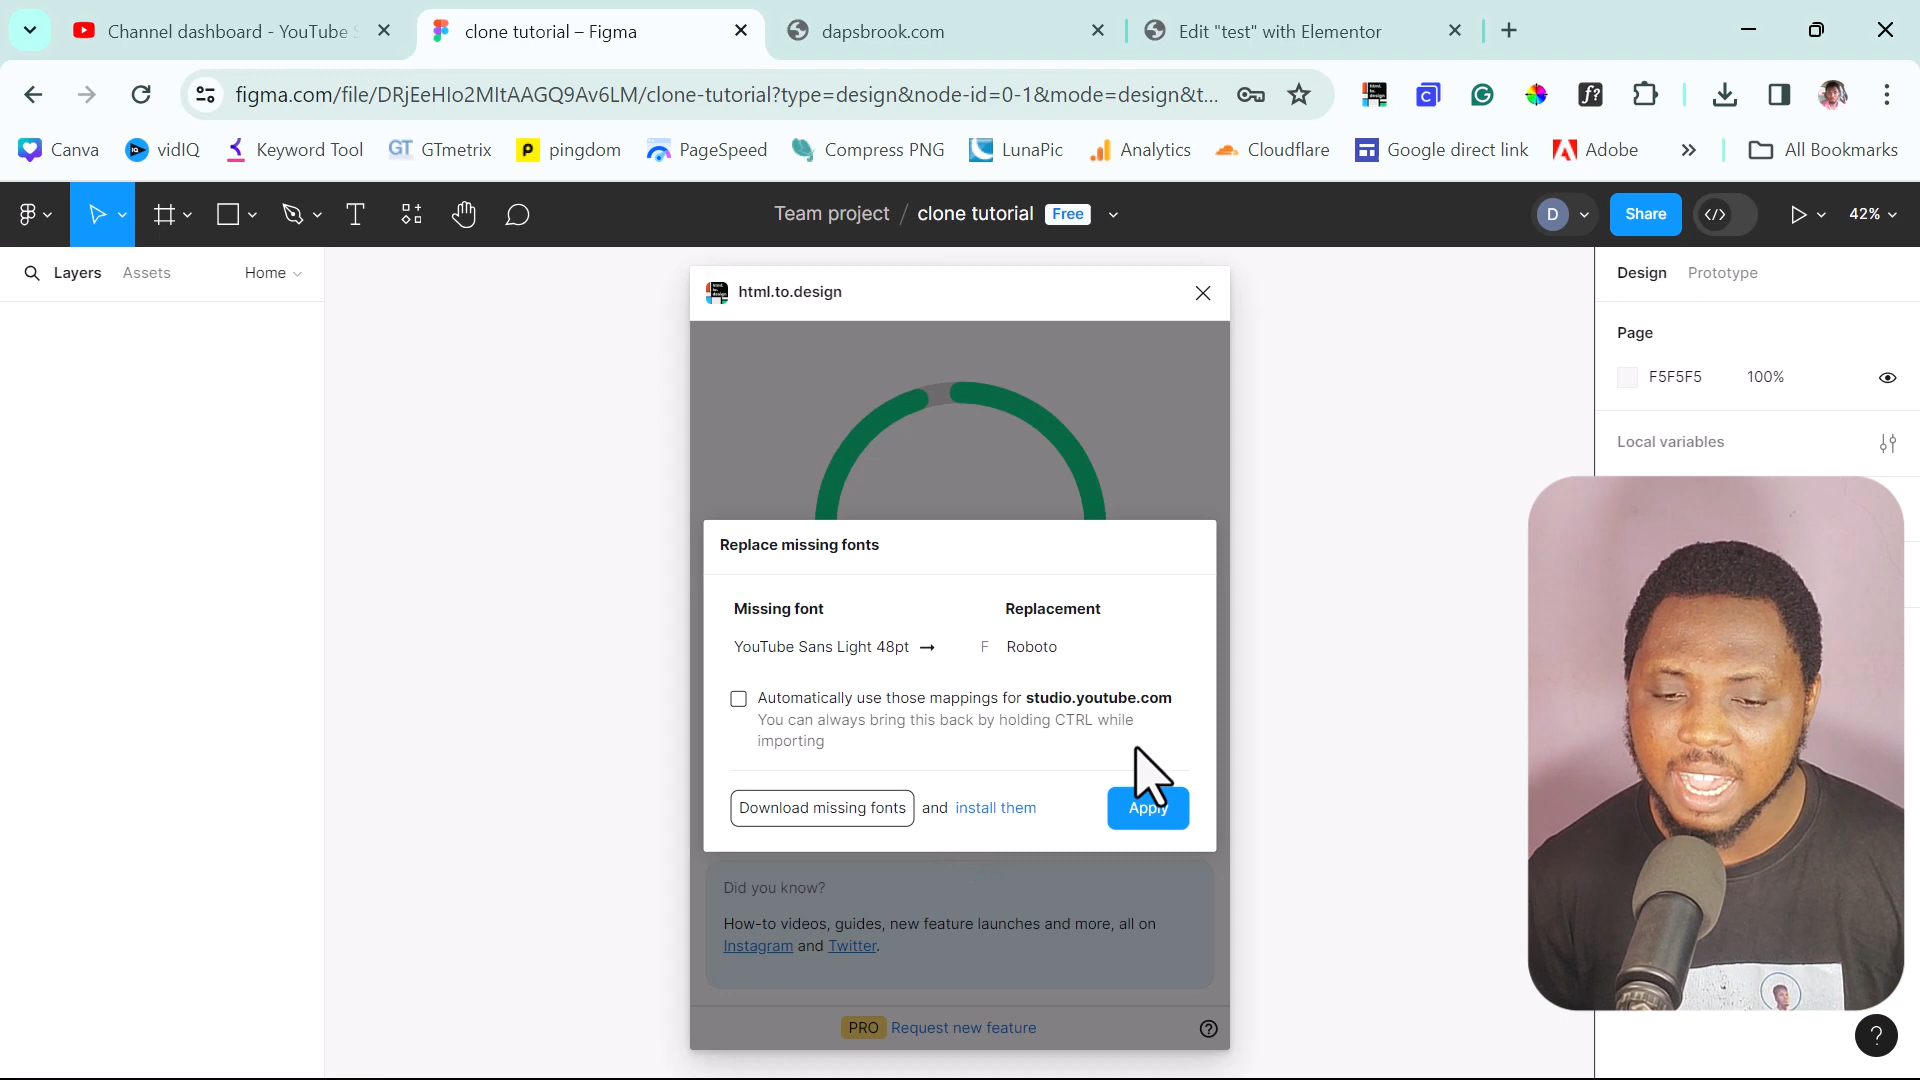 Channel dashboard - YouTube S
clone tutorial – Figma
dapsbrook.com
Edit "test" with Elementor
figma.com/file/DRjEeHIo2MItAAGQ9Av6LM/clone-tutorial?type=design&node-id=0-1&mode=design&t...
Canva
vidIQ
Keyword Tool
GTmetrix
pingdom
PageSpeed
Compress PNG
LunaPic
Analytics
Cloudflare
Google direct link
Adobe
All Bookmarks
Team project / clone tutorial Free
D
Share
42%
Layers
Assets
Home
html.to.design
Design
Prototype
Page
F5F5F5
100%
Local variables
Replace missing fonts
Missing font
Replacement
YouTube Sans Light 48pt → F Roboto
Automatically use those mappings for studio.youtube.com
You can always bring this back by holding CTRL while
importing
Download missing fonts and install them
Apply
Did you know?
How-to videos, guides, new feature launches and more, all on
Instagram and Twitter.
PRO Request new feature
?
?